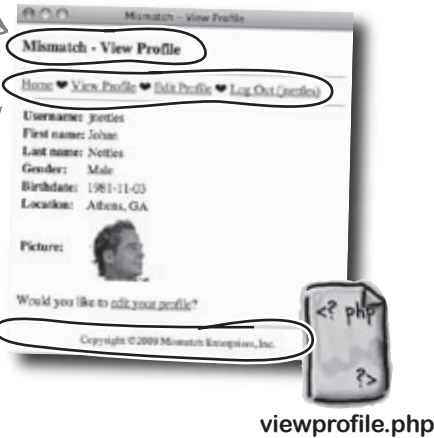 Mismatch – View Profile
Mismatch - View Profile
Home ❤ View Profile ❤ Edit Profile ❤ Log Out (jnettles)
Username: jnettles
First name: Johan
Last name: Nettles
Gender: Male
Birthdate: 1981-11-03
Location: Athens, GA
Picture:
Would you like to edit your profile?
Copyright ©2009 Mismatch Enterprises, Inc.
<? php
?>
viewprofile.php